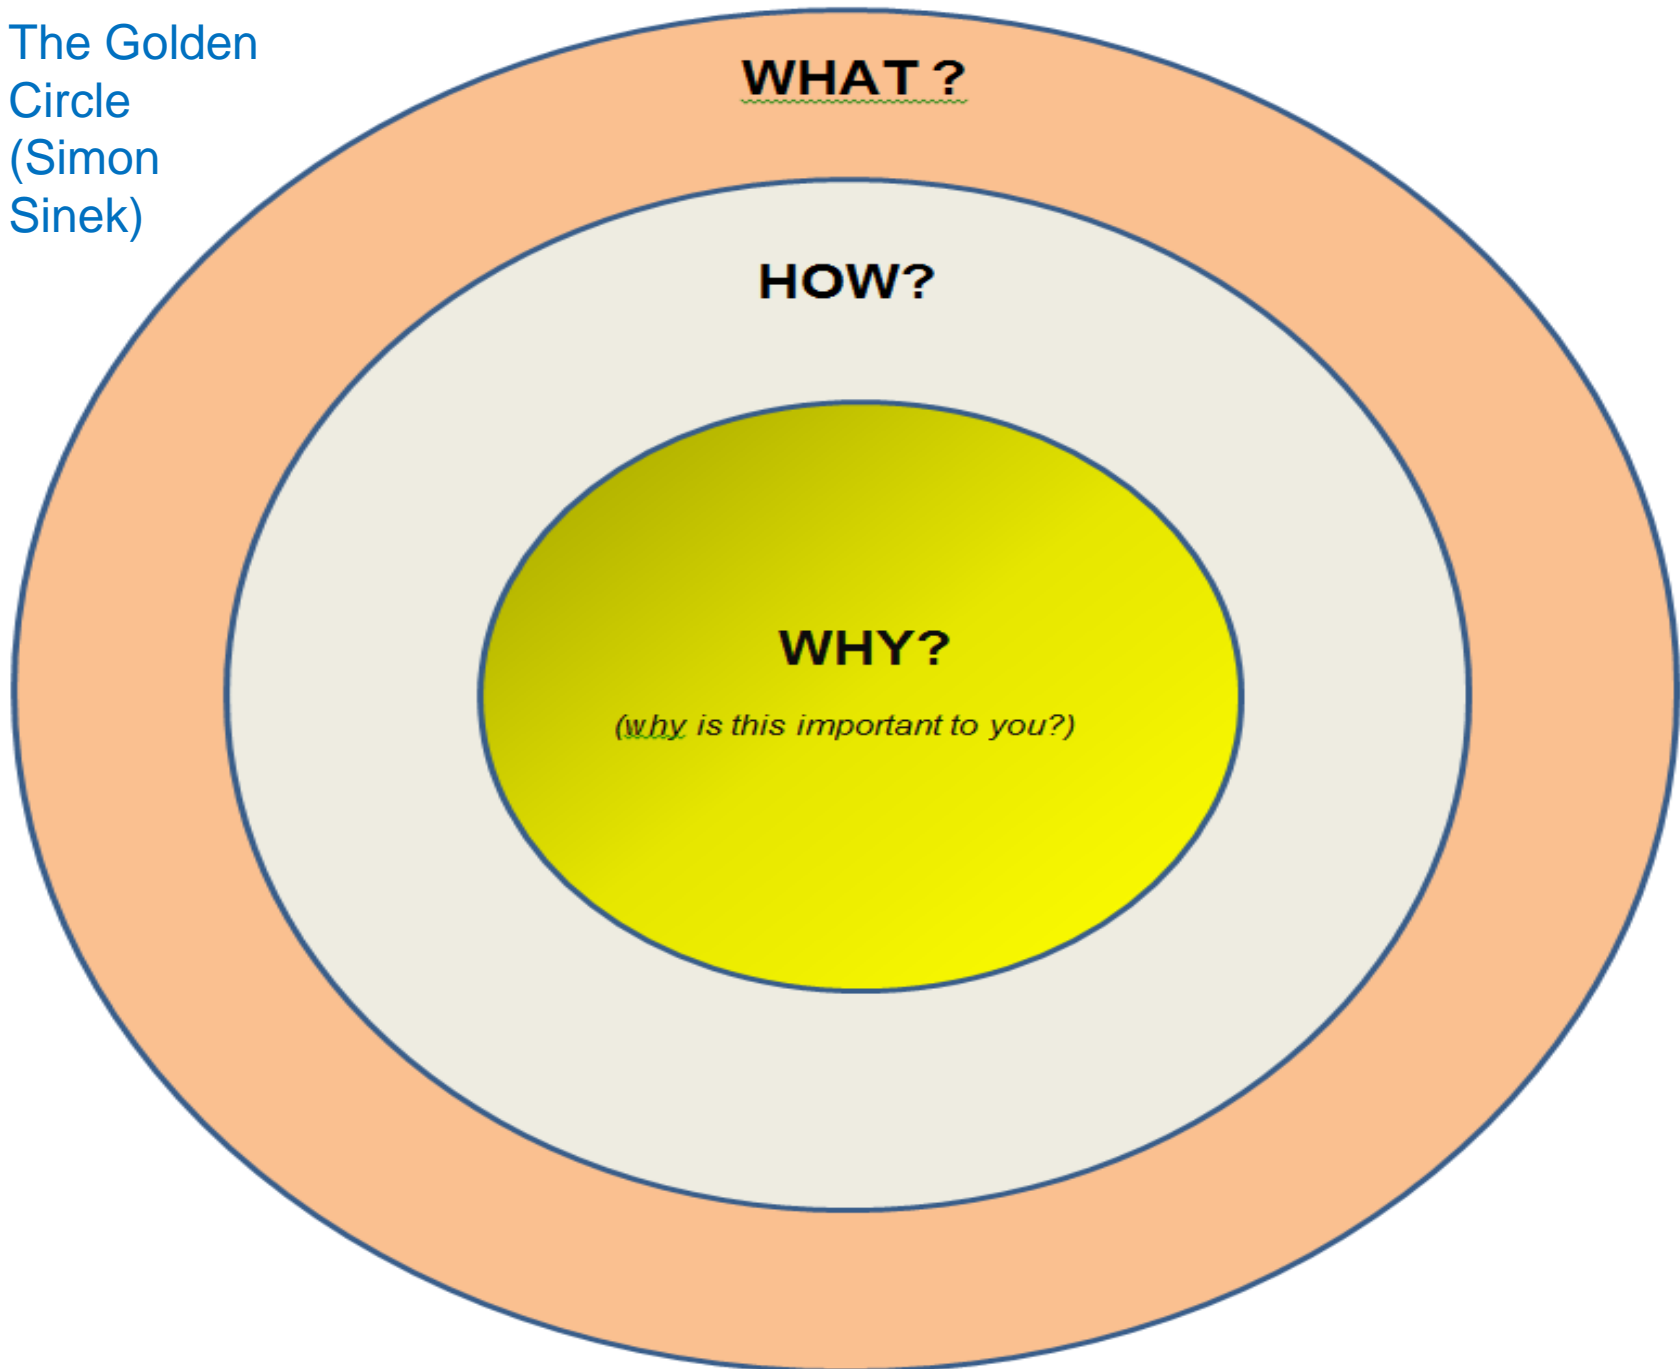 The Golden
Circle
(Simon
Sinek)
WHAT ?
HOW?
WHY?
(why is this important to you?)